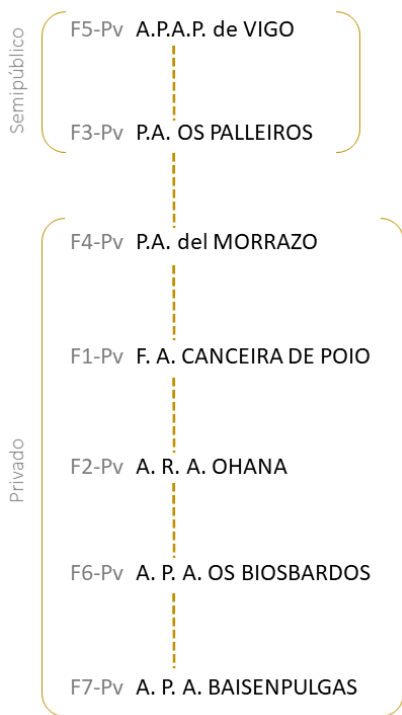 Semipúblico
F5-Pv A.P.A.P. de VIGO
F3-Pv P.A. OS PALLEIROS
Privado
F4-Pv P.A. del MORRAZO
F1-Pv F. A. CANCEIRA DE POIO
F2-Pv A. R. A. OHANA
F6-Pv A. P. A. OS BIOSBARDOS
F7-Pv A. P. A. BAISENPULGAS